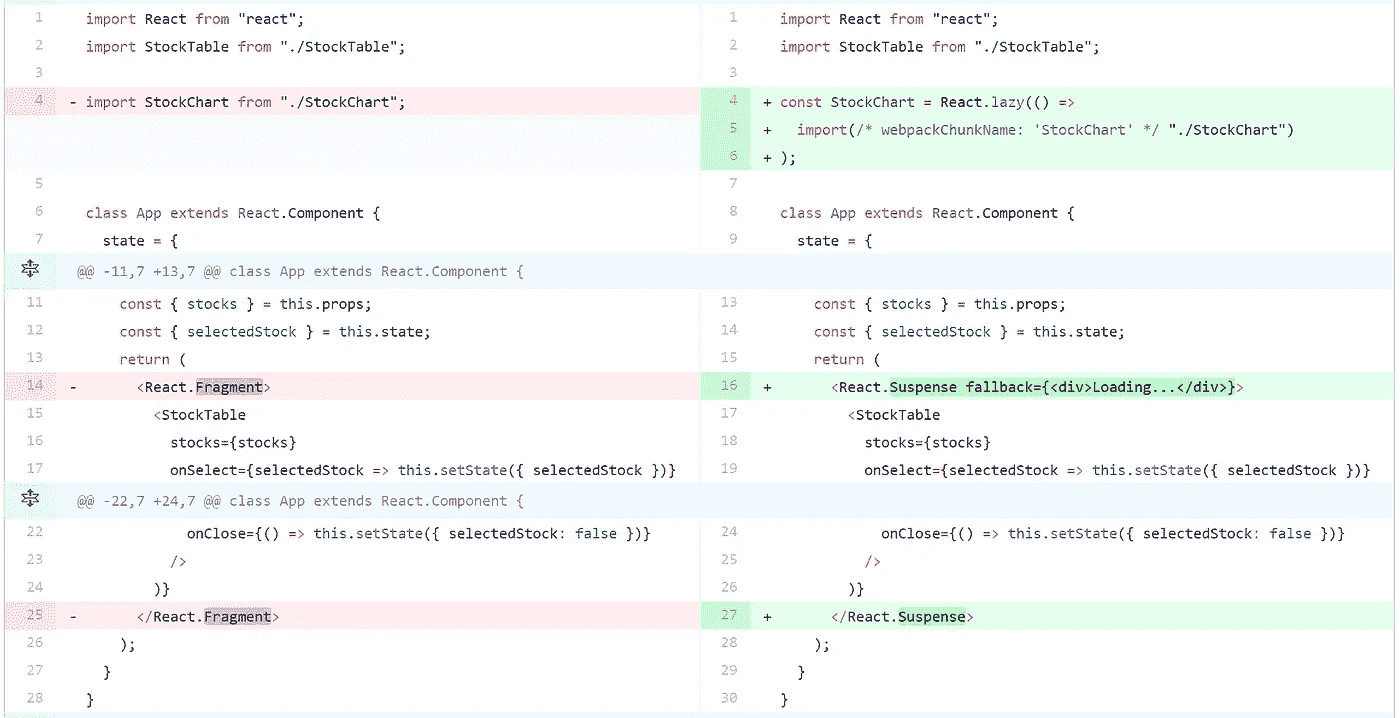 1 import React from "react";
2 import StockTable from "./StockTable";
3
4 - import StockChart from "./StockChart";
5
6 class App extends React.Component {
7 state = {
@@ -11,7 +13,7 @@ class App extends React.Component {
11 const { stocks } = this.props;
12 const { selectedStock } = this.state;
13 return (
14 - <React.Fragment>
15 <StockTable
16 stocks={stocks}
17 onSelect={selectedStock => this.setState({ selectedStock })}
@@ -22,7 +24,7 @@ class App extends React.Component {
22 onClose={() => this.setState({ selectedStock: false })}
23 />
24 )}
25 - </React.Fragment>
26 );
27 }
28 }
1 import React from "react";
2 import StockTable from "./StockTable";
3
4 + const StockChart = React.lazy(() =>
5 + import(/* webpackChunkName: 'StockChart' */ "./StockChart")
6 + );
7
8 class App extends React.Component {
9 state = {
13 const { stocks } = this.props;
14 const { selectedStock } = this.state;
15 return (
16 + <React.Suspense fallback={<div>Loading...</div>}>
17 <StockTable
18 stocks={stocks}
19 onSelect={selectedStock => this.setState({ selectedStock })}
24 onClose={() => this.setState({ selectedStock: false })}
25 />
26 )}
27 + </React.Suspense>
28 );
29 }
30 }